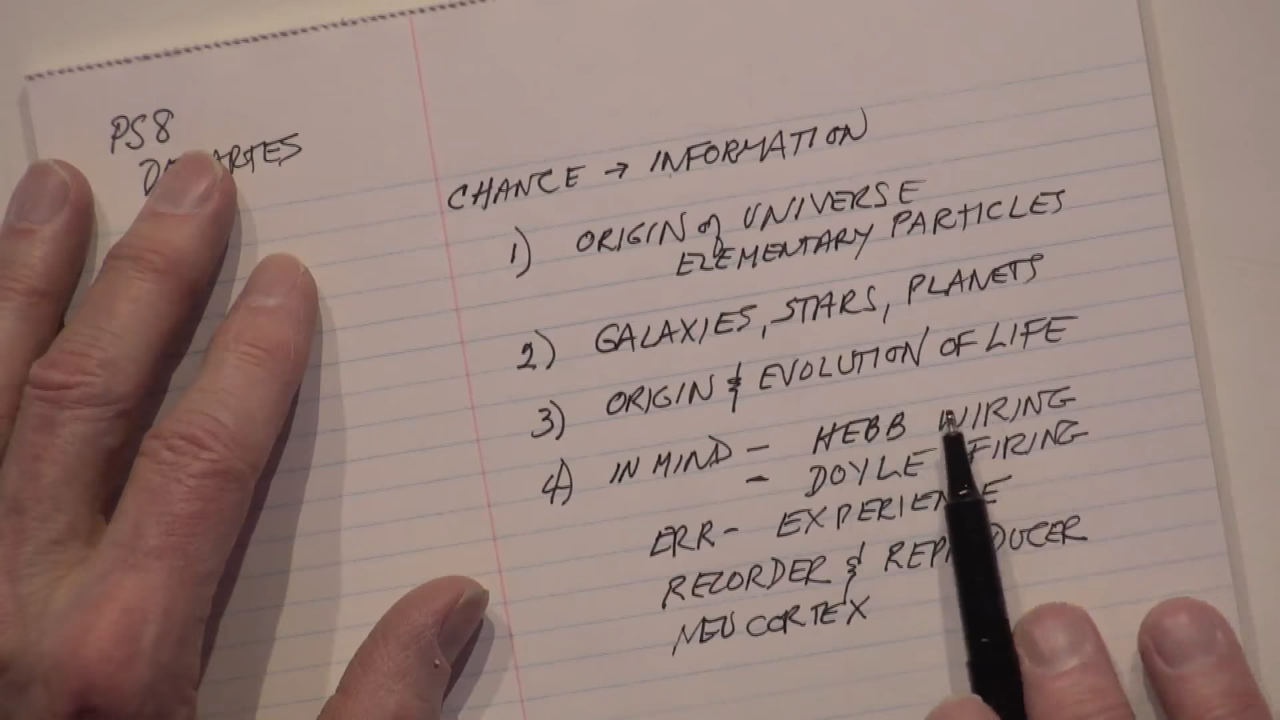 PS8
CHANCE → INFORMATION
1) ORIGIN of UNIVERSE
ELEMENTARY PARTICLES
2) GALAXIES, STARS, PLANETS
3) ORIGIN & EVOLUTION OF LIFE
4) IN MIND - HEBB WIRING
- DOYLE FIRING
ERR - EXPERIENCE
RECORDER & REPRODUCER
NEOCORTEX